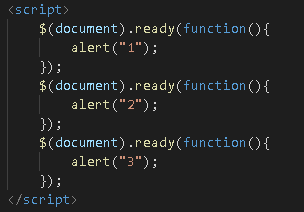 <script>
    $(document).ready(function(){
        alert("1");
    });
    $(document).ready(function(){
        alert("2");
    });
    $(document).ready(function(){
        alert("3");
    });
</script>